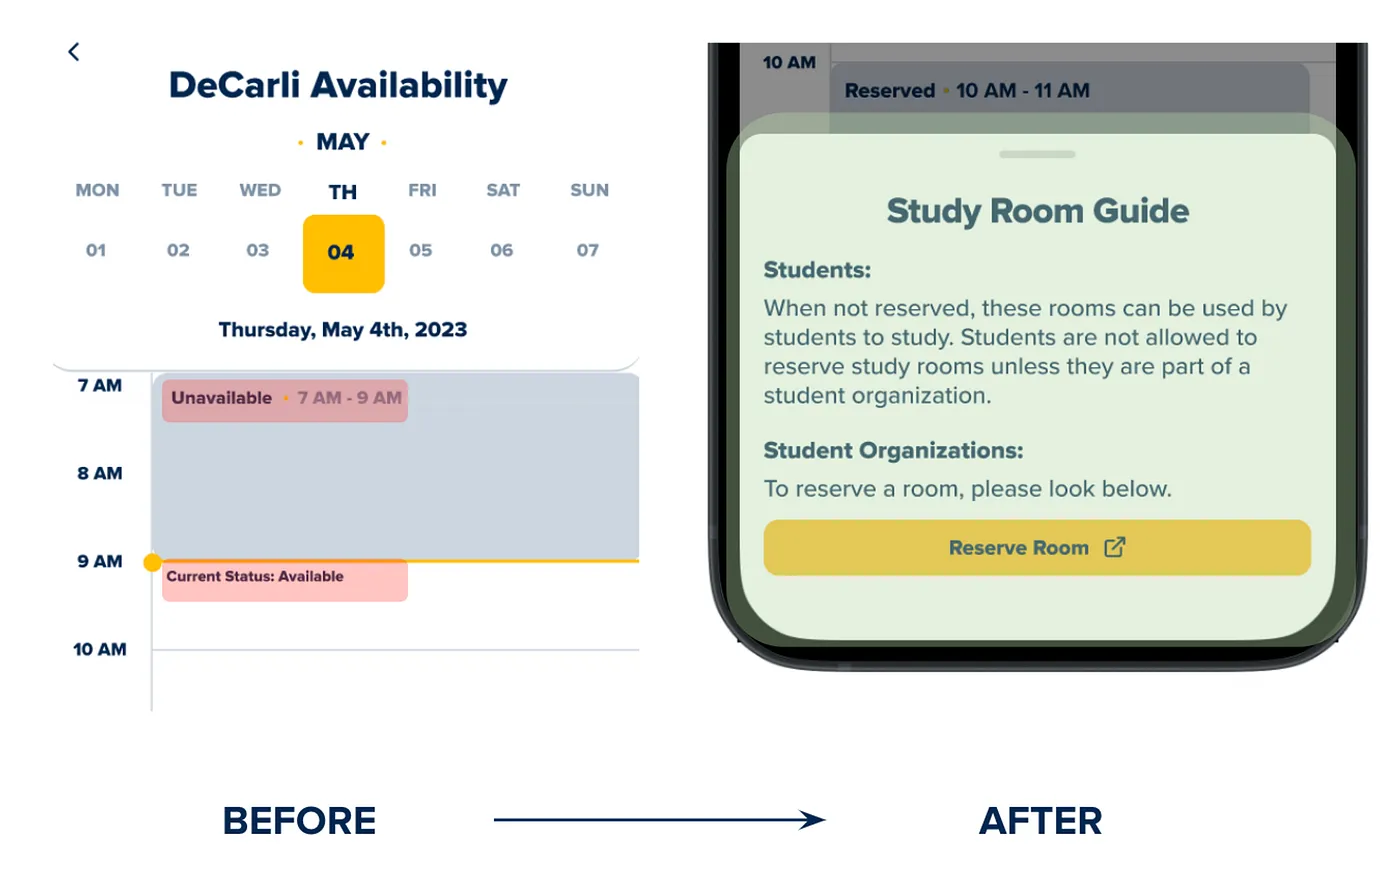 DeCarli Availability
• MAY •
MON TUE WED TH FRI SAT SUN
01 02 03 04 05 06 07
Thursday, May 4th, 2023
7 AM
Unavailable • 7 AM - 9 AM
8 AM
9 AM
Current Status: Available
10 AM
10 AM
Reserved • 10 AM - 11 AM
Study Room Guide
Students:
When not reserved, these rooms can be used by
students to study. Students are not allowed to
reserve study rooms unless they are part of a
student organization.
Student Organizations:
To reserve a room, please look below.
Reserve Room
BEFORE
AFTER